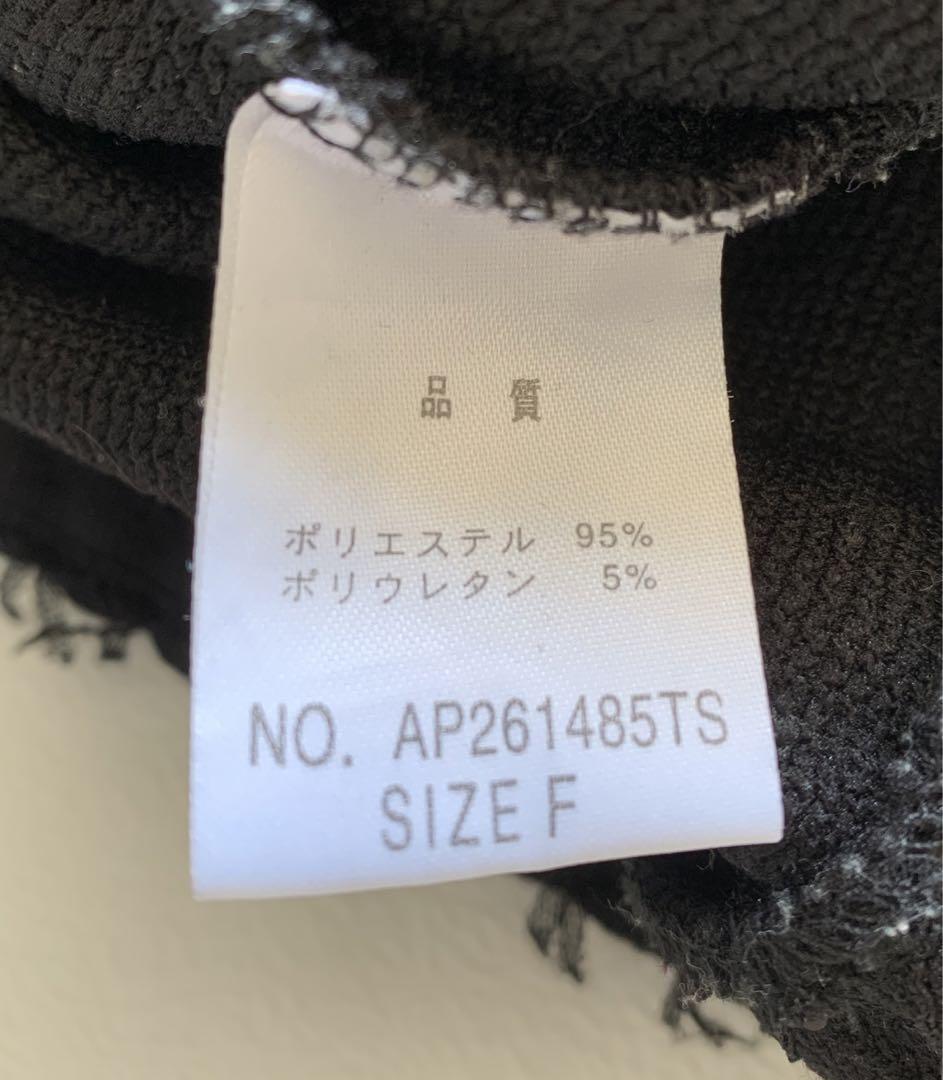 品 質
ポリエステル 95%
ポリウレタン 5%
NO. AP261485TS
SIZE F